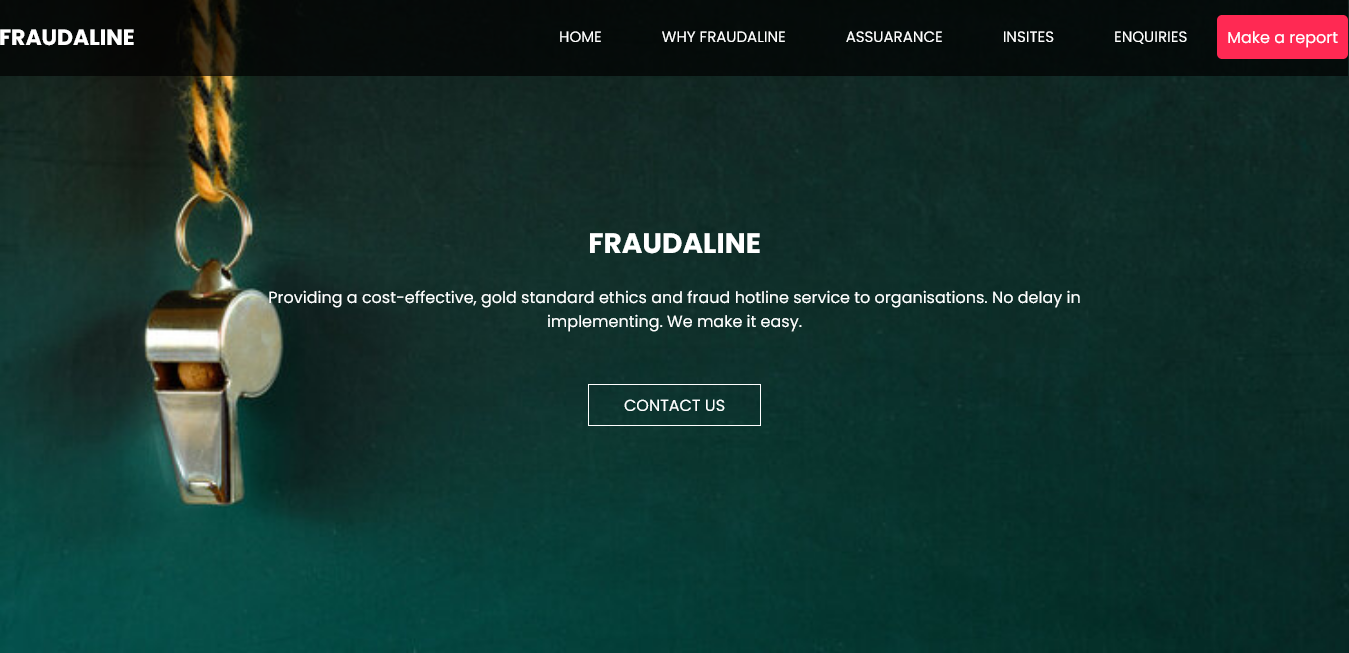 FRAUDALINE
HOME
WHY FRAUDALINE
ASSUARANCE
INSITES
ENQUIRIES
Make a report
FRAUDALINE
Providing a cost-effective, gold standard ethics and fraud hotline service to organisations. No delay in
implementing. We make it easy.
CONTACT US